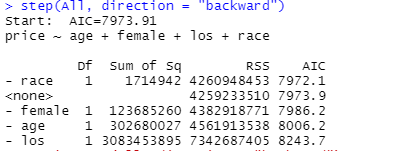 > step(All, direction = "backward")
Start:  AIC=7973.91
price ~ age + female + los + race
Df  Sum of Sq        RSS    AIC
- race    1    1714942 4260948453 7972.1
<none>                 4259233510 7973.9
- female  1  123685260 4382918771 7986.2
- age     1  302680027 4561913538 8006.2
- los     1 3083453895 7342687405 8243.7